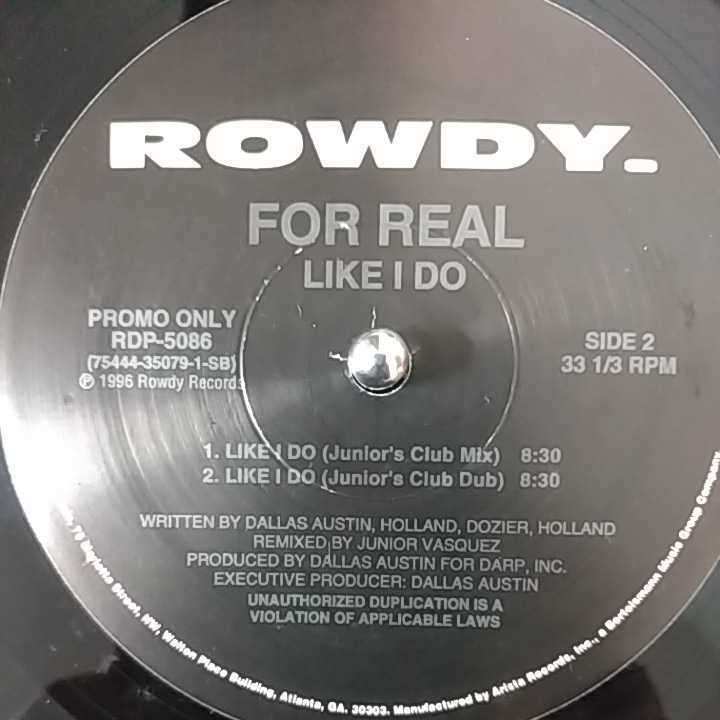 ROWDY.
FOR REAL
LIKE I DO
PROMO ONLY
RDP-5086
(75444-35079-1-SB)
℗ 1996 Rowdy Records
SIDE 2
33 1/3 RPM
1. LIKE I DO (Junior's Club Mix) 8:30
2. LIKE I DO (Junior's Club Dub) 8:30
WRITTEN BY DALLAS AUSTIN, HOLLAND, DOZIER, HOLLAND
REMIXED BY JUNIOR VASQUEZ
PRODUCED BY DALLAS AUSTIN FOR DARP, INC.
EXECUTIVE PRODUCER: DALLAS AUSTIN
UNAUTHORIZED DUPLICATION IS A
VIOLATION OF APPLICABLE LAWS
Street, NW, Walton Place Building, Atlanta, GA. 30303. Manufactured by Arista Records, Inc., a Bertelsmann Music Group Company